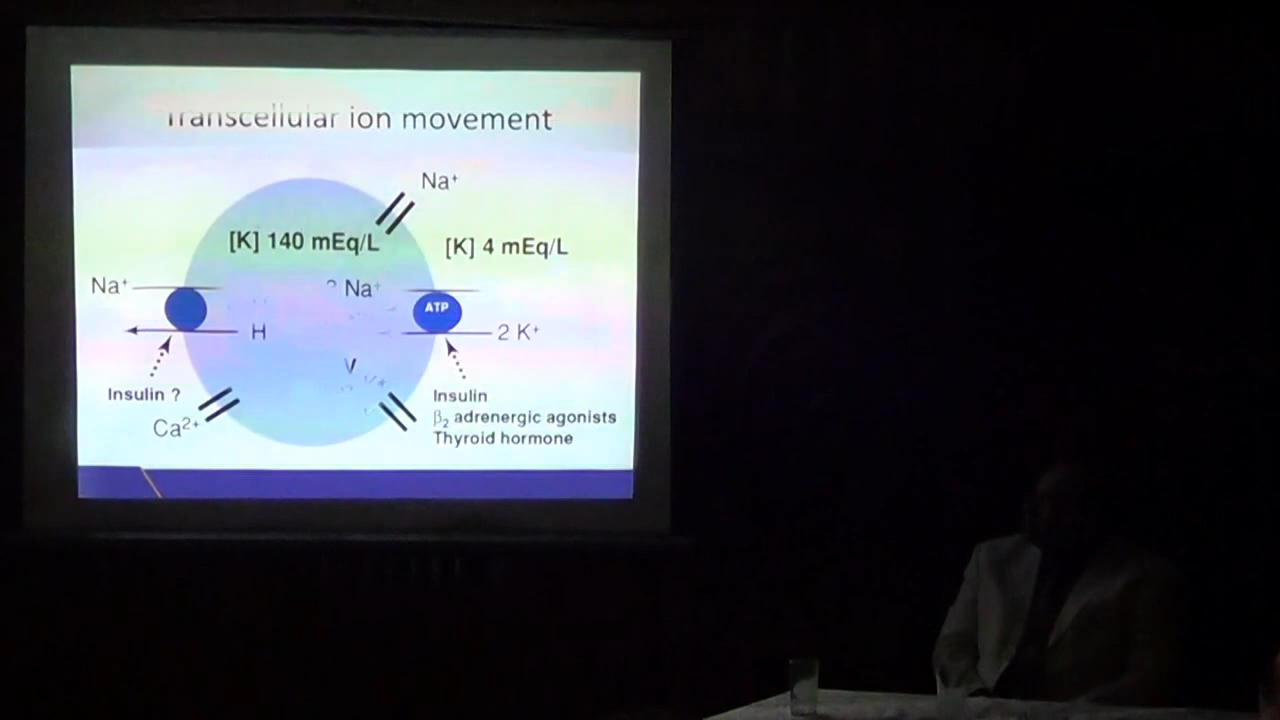 Transcellular ion movement
Na⁺
[K] 140 mEq/L
[K] 4 mEq/L
Na⁺
Na⁺
ATP
H
2 K⁺
Insulin ?
Insulin
Ca²⁺
β₂ adrenergic agonists
Thyroid hormone